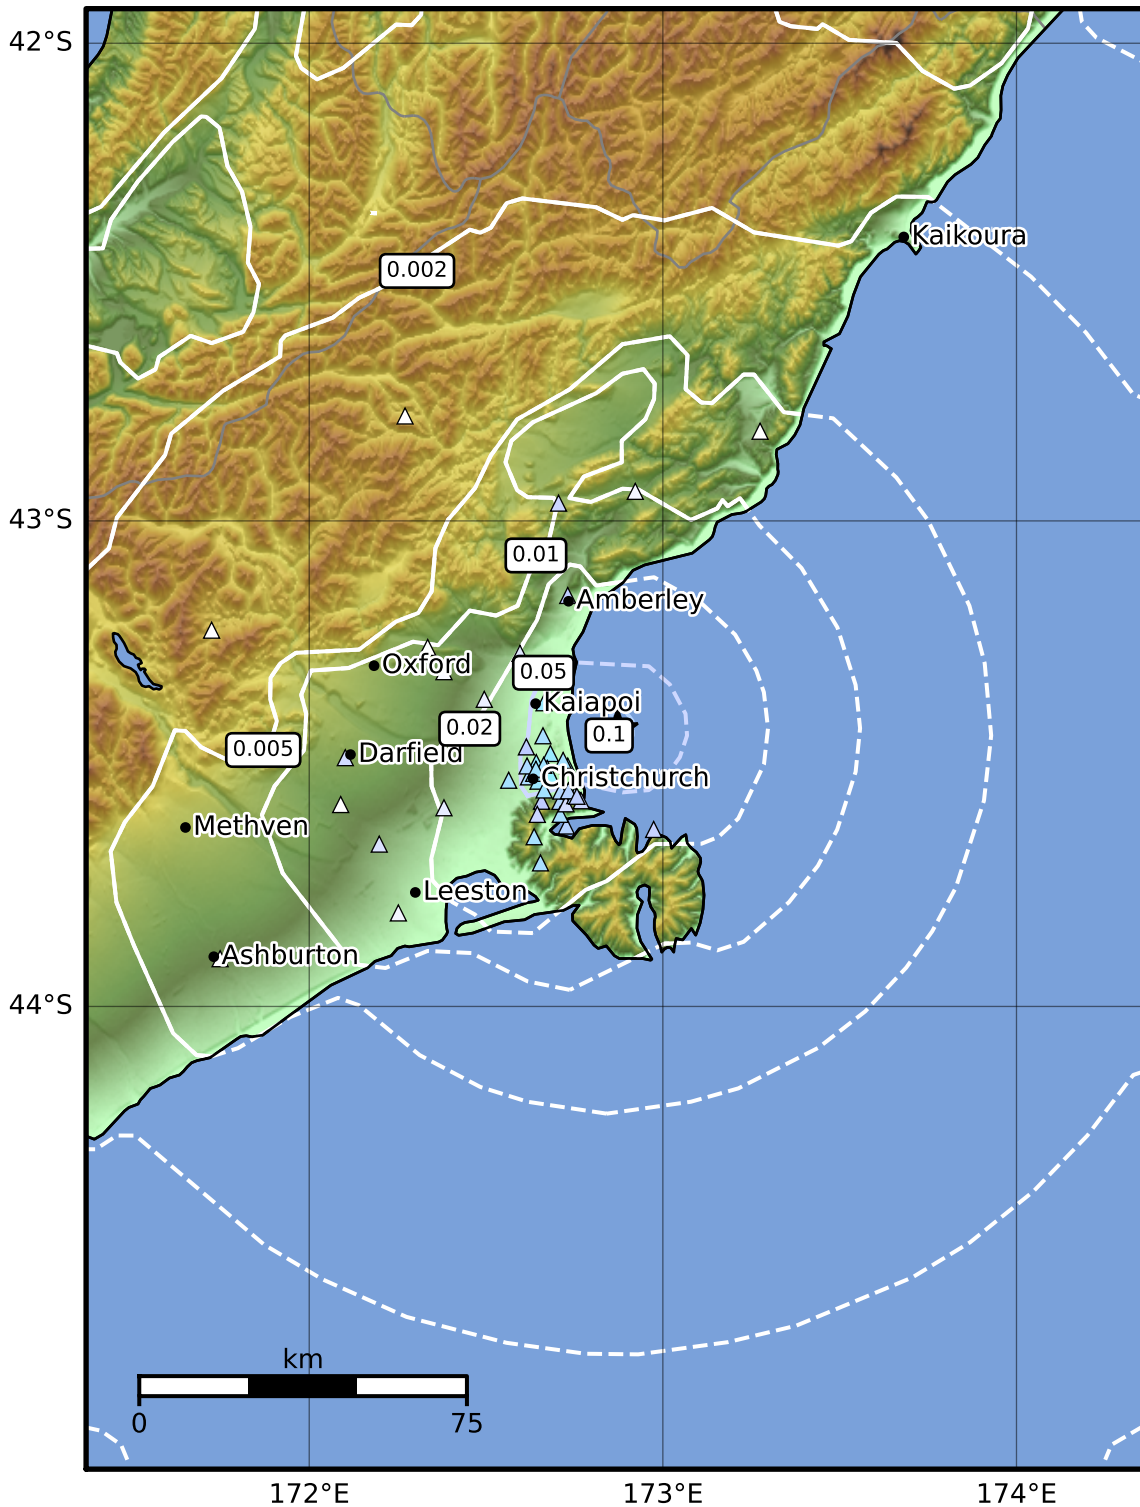 42°S
Kaikoura
0.002
43°S
0.01
Amberley
Oxford
0.05
Kaiapoi
0.02
0.1
0.005
Darfield
Christchurch
Methven
Leeston
Ashburton
44°S
km
0
75
172°E
173°E
174°E